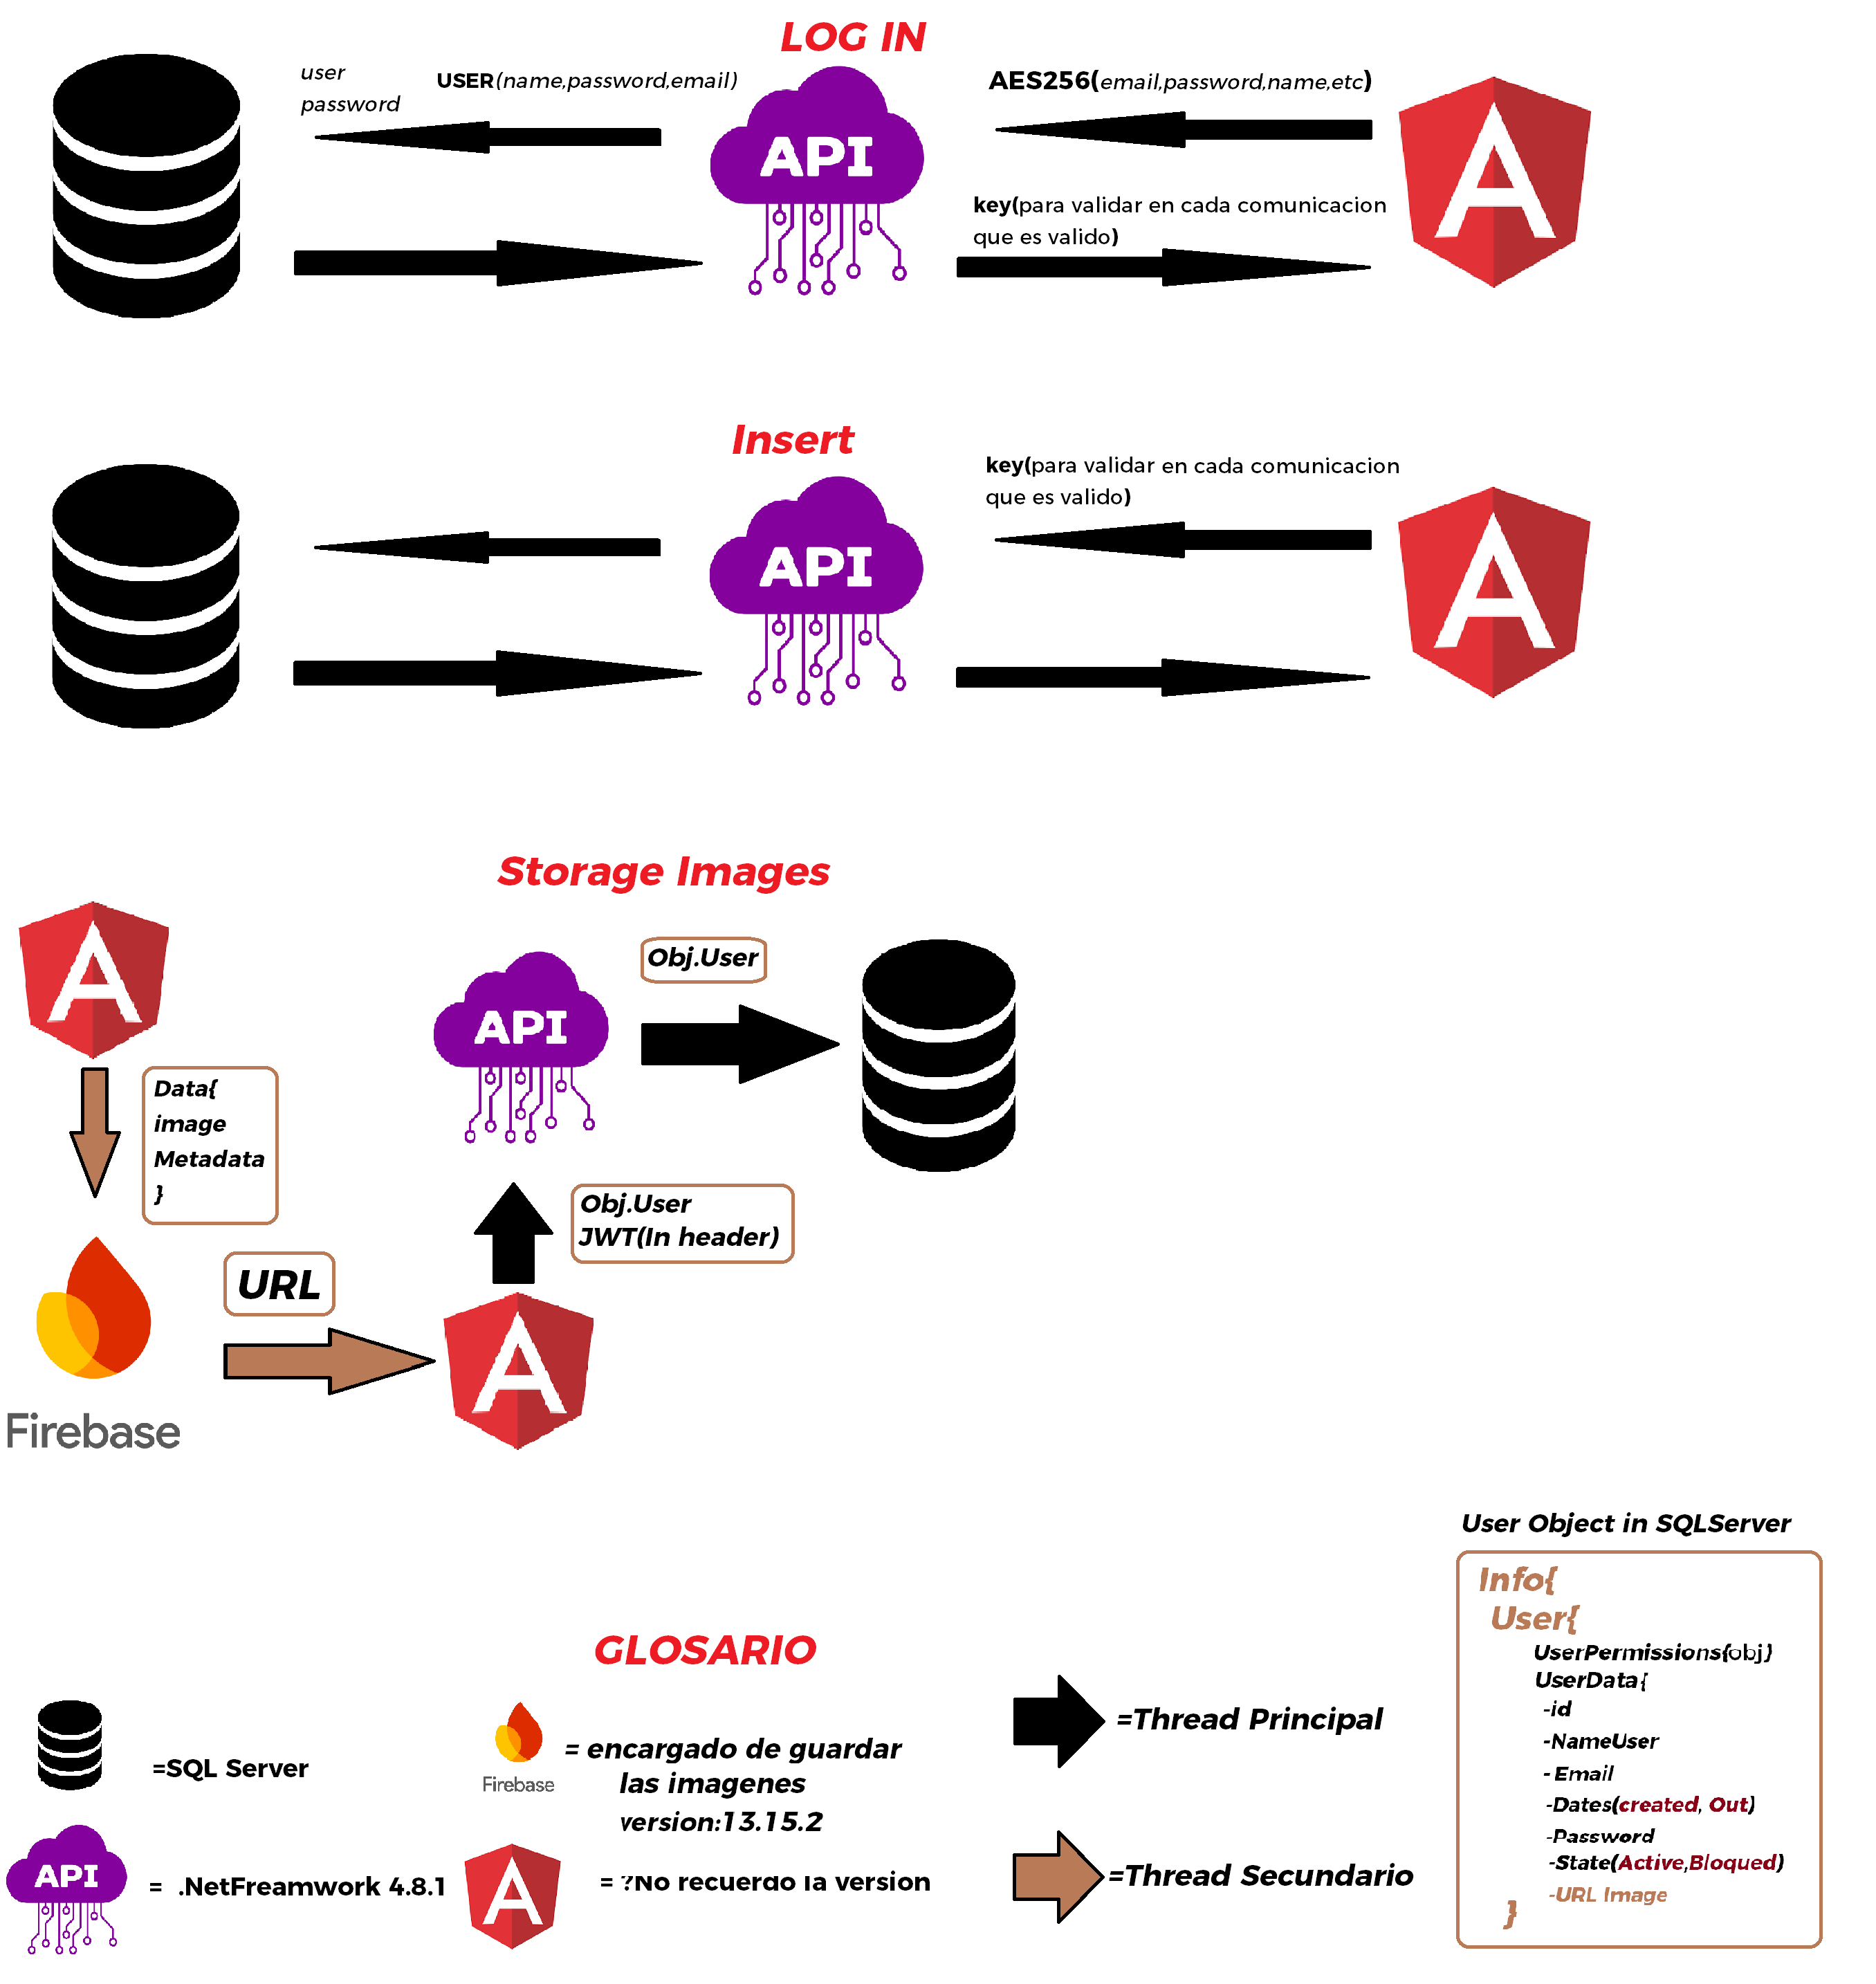 LOG IN
user
password
USER(name,password,email)
AES256(email,password,name,etc)
API
key(para validar en cada comunicacion
que es valido)
Insert
key(para validar en cada comunicacion
que es valido)
API
Storage Images
Obj.User
API
Data{
image
Metadata
}
Obj.User
JWT(In header)
URL
Firebase
User Object in SQLServer
Info{
User{
UserPermissions{obj}
UserData{
-id
-NameUser
- Email
-Dates(created, Out)
-Password
-State(Active,Bloqued)
-URL Image
}
GLOSARIO
=SQL Server
Firebase
= encargado de guardar
las imagenes
version:13.15.2
=Thread Principal
API
= .NetFreamwork 4.8.1
= ?No recuerdo la version
=Thread Secundario